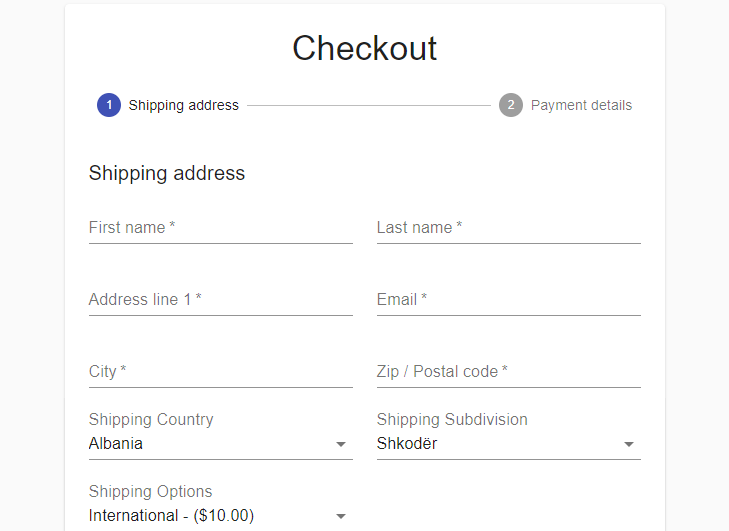 Checkout
1 Shipping address 2 Payment details
Shipping address
First name * Last name *
Address line 1 * Email *
City * Zip / Postal code *
Shipping Country Shipping Subdivision
Albania Shkodër
Shipping Options
International - ($10.00)